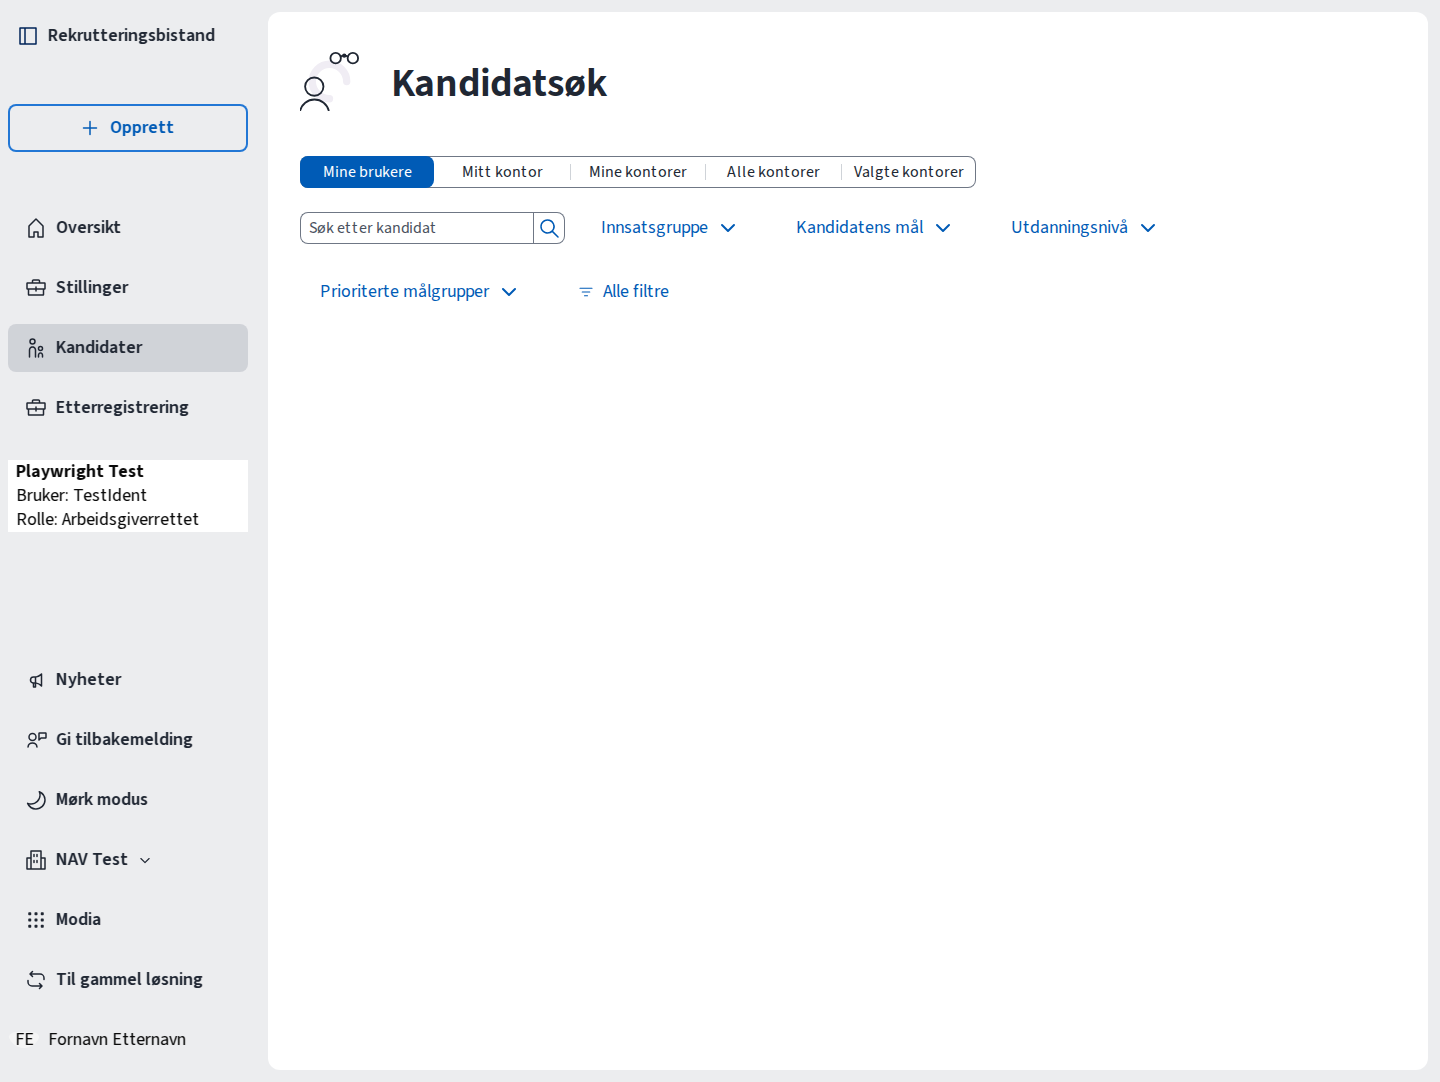 Rekrutteringsbistand
Opprett
Oversikt
Stillinger
Kandidater
Etterregistrering
Playwright Test
Bruker: TestIdent
Rolle: Arbeidsgiverrettet
Nyheter
Gi tilbakemelding
Mørk modus
NAV Test
Modia
Til gammel løsning
FE Fornavn Etternavn
Kandidatsøk
Mine brukere Mitt kontor Mine kontorer Alle kontorer Valgte kontorer
Søk etter kandidat Innsatsgruppe Kandidatens mål Utdanningsnivå
Prioriterte målgrupper Alle filtre